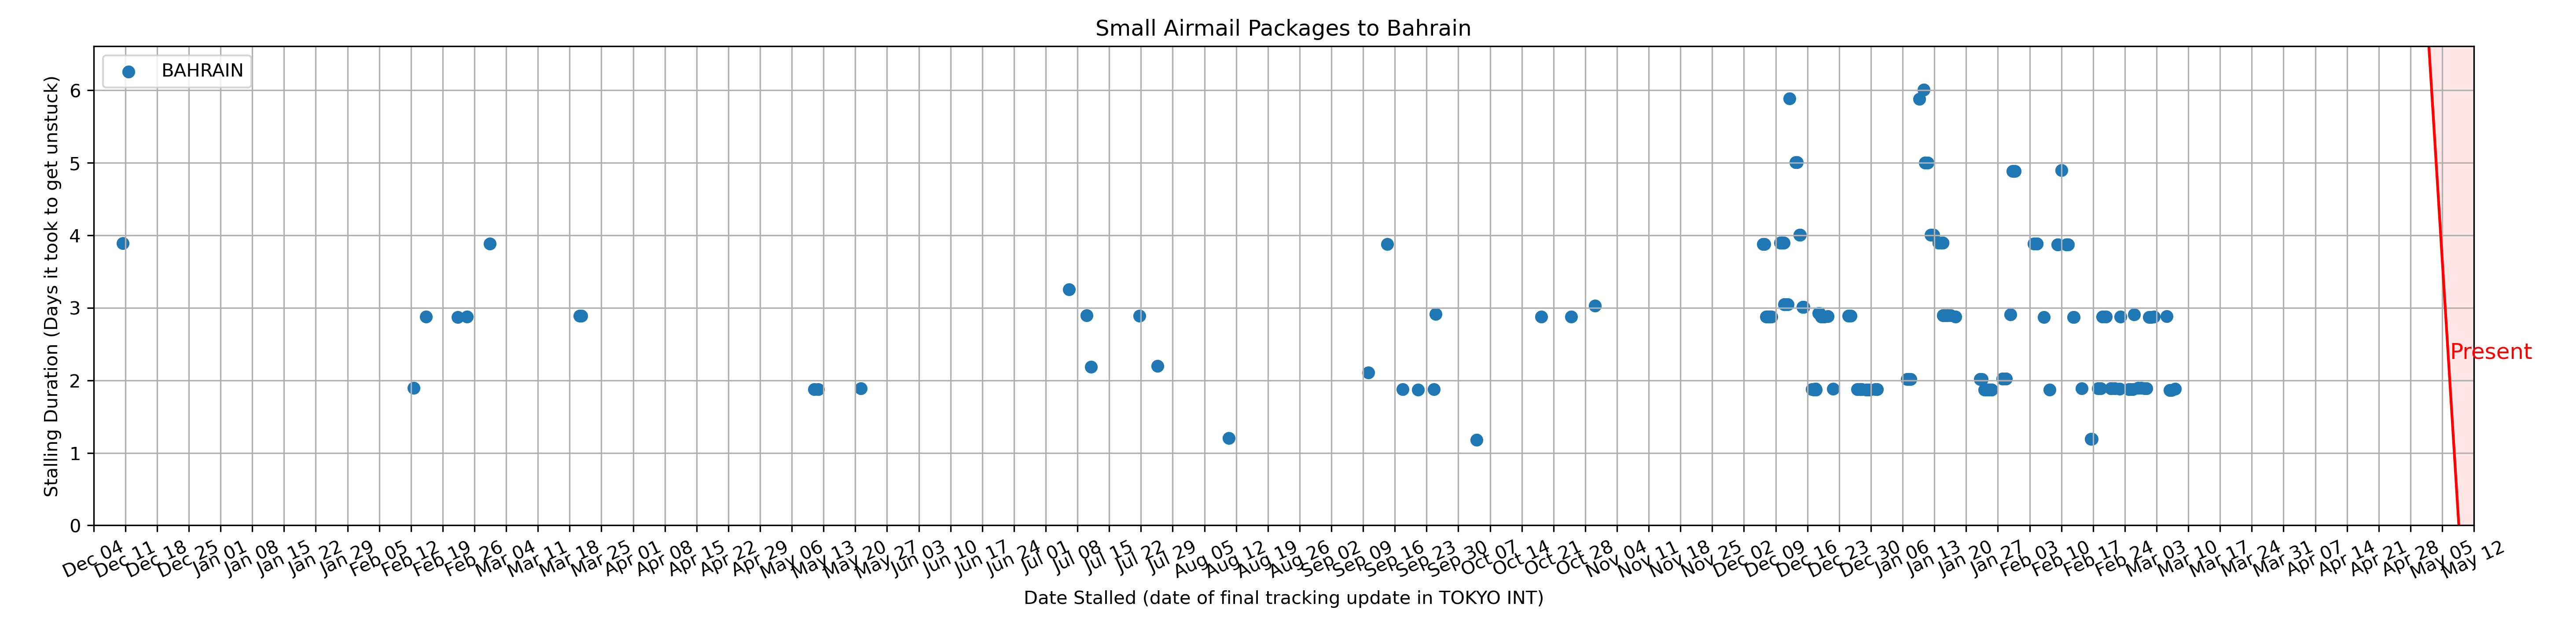 Small Airmail Packages to Bahrain
BAHRAIN
Stalling Duration (Days it took to get unstuck)
6
5
4
3
2
1
0
Present
Dec 04
Dec 11
Dec 18
Dec 25
Jan 01
Jan 08
Jan 15
Jan 22
Jan 29
Feb 05
Feb 12
Feb 19
Feb 26
Mar 04
Mar 11
Mar 18
Mar 25
Apr 01
Apr 08
Apr 15
Apr 22
Apr 29
May 06
May 13
May 20
May 27
Jun 03
Jun 10
Jun 17
Jun 24
Jul 01
Jul 08
Jul 15
Jul 22
Jul 29
Aug 05
Aug 12
Aug 19
Aug 26
Sep 02
Sep 09
Sep 16
Sep 23
Sep 30
Oct 07
Oct 14
Oct 21
Oct 28
Nov 04
Nov 11
Nov 18
Nov 25
Dec 02
Dec 09
Dec 16
Dec 23
Dec 30
Jan 06
Jan 13
Jan 20
Jan 27
Feb 03
Feb 10
Feb 17
Feb 24
Mar 03
Mar 10
Mar 17
Mar 24
Mar 31
Apr 07
Apr 14
Apr 21
Apr 28
May 05
May 12
Date Stalled (date of final tracking update in TOKYO INT)